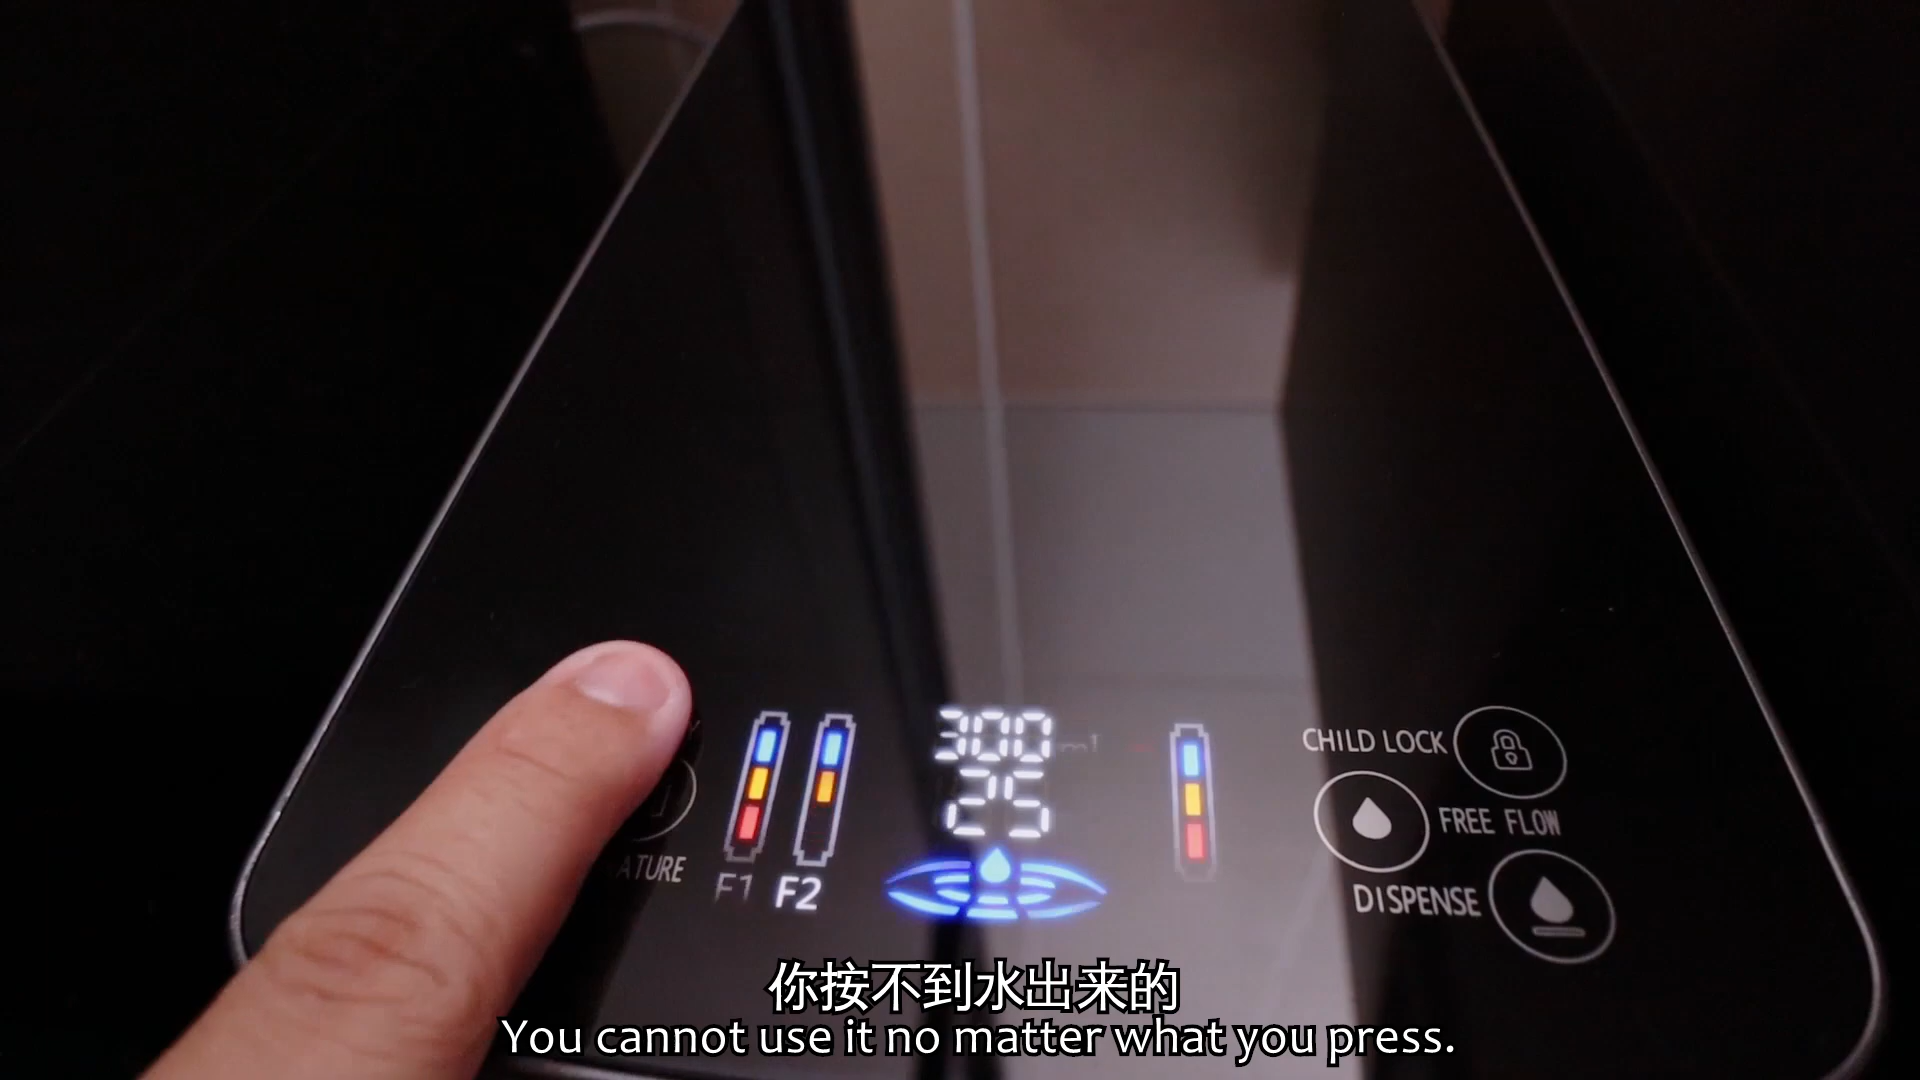 300
25
CHILD LOCK
FREE FLOW
DISPENSE
ATURE
F1 F2
你按不到水出来的
You cannot use it no matter what you press.